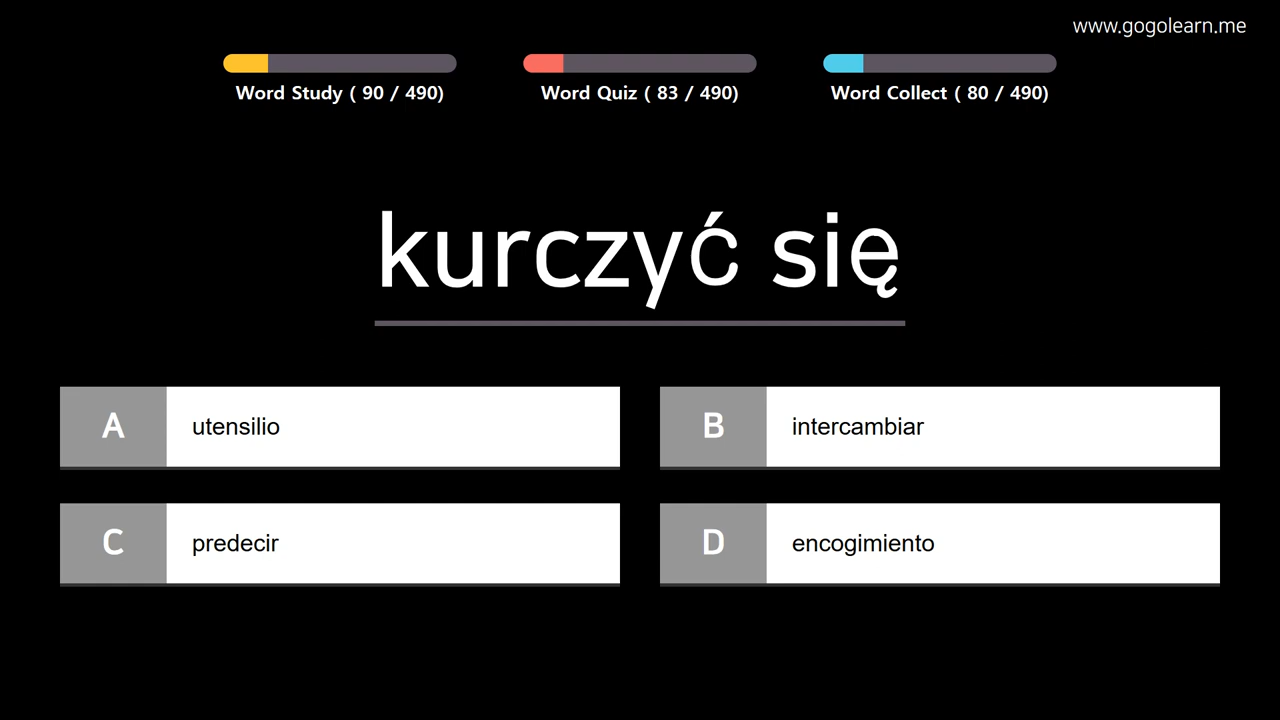 www.gogolearn.me
Word Study ( 90 / 490)
Word Quiz ( 83 / 490)
Word Collect ( 80 / 490)
kurczyć się
A utensilio
B intercambiar
C predecir
D encogimiento